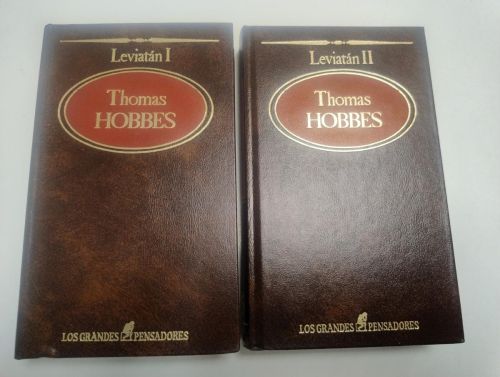 Leviatán I
Thomas
HOBBES
LOS GRANDES PENSADORES
Leviatán II
Thomas
HOBBES
LOS GRANDES PENSADORES